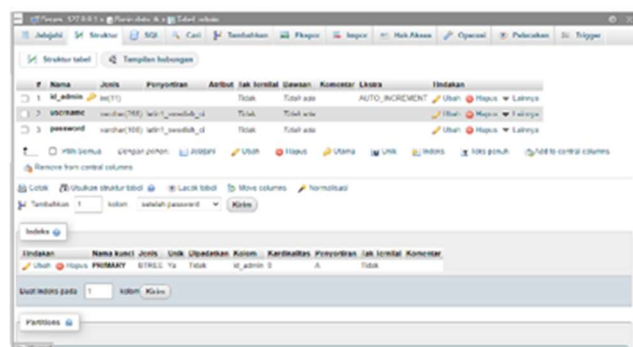 Jelajahi Struktur SQL Cari Tambahkan Ekspor Impor Hak Akses Operasi Pelacakan Trigger
Struktur tabel Tampilan hubungan
# Nama Jenis Penyortiran Atribut Tak Ternilai Bawaan Komentar Ekstra Tindakan
1 id_admin int(11) Tidak Tidak ada AUTO_INCREMENT Ubah Hapus Lainnya
2 username latin1_swedish_ci Tidak Tidak ada Ubah Hapus Lainnya
3 password varchar(100) latin1_swedish_ci Tidak Tidak ada Ubah Hapus Lainnya
Pilih Semua Dengan pilihan: Jelajahi Ubah Hapus Utama Unik Indeks Teks penuh Add to central columns
Remove from central columns
Cetak Usulkan struktur tabel Lacak tabel Move columns Normalisasi
Tambahkan 1 kolom setelah password Kirim
Indeks
Tindakan Nama kunci Jenis Unik Dipadatkan Kolom Kardinalitas Penyortiran Tak Ternilai Komentar
Ubah Hapus PRIMARY BTREE Ya Tidak id_admin A Tidak
Buat indeks pada 1 kolom Kirim
Partitions